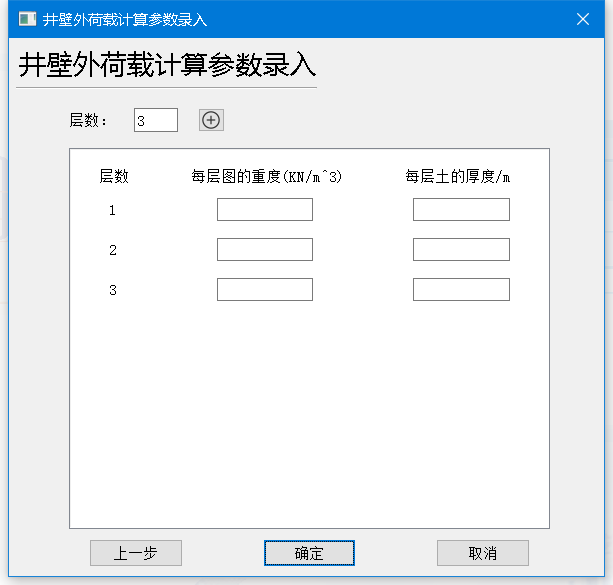 井壁外荷载计算参数录入
井壁外荷载计算参数录入
层数： 3
层数 每层图的重度(KN/m^3) 每层土的厚度/m
1
2
3
上一步 确定 取消